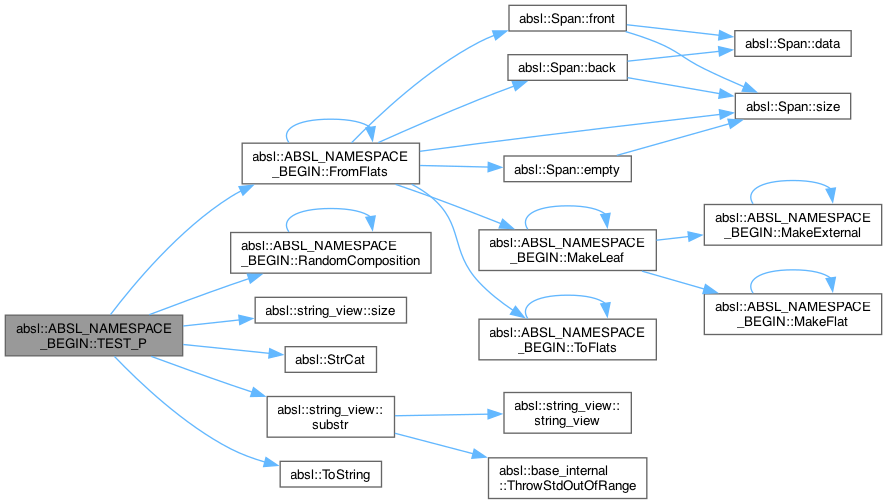 absl::Span::front
absl::Span::data
absl::Span::back
absl::Span::size
absl::ABSL_NAMESPACE
_BEGIN::FromFlats
absl::Span::empty
absl::ABSL_NAMESPACE
_BEGIN::MakeExternal
absl::ABSL_NAMESPACE
_BEGIN::RandomComposition
absl::ABSL_NAMESPACE
_BEGIN::MakeLeaf
absl::string_view::size
absl::ABSL_NAMESPACE
_BEGIN::MakeFlat
absl::ABSL_NAMESPACE
_BEGIN::TEST_P
absl::ABSL_NAMESPACE
_BEGIN::ToFlats
absl::StrCat
absl::string_view::
substr
absl::string_view::
string_view
absl::ToString
absl::base_internal
::ThrowStdOutOfRange